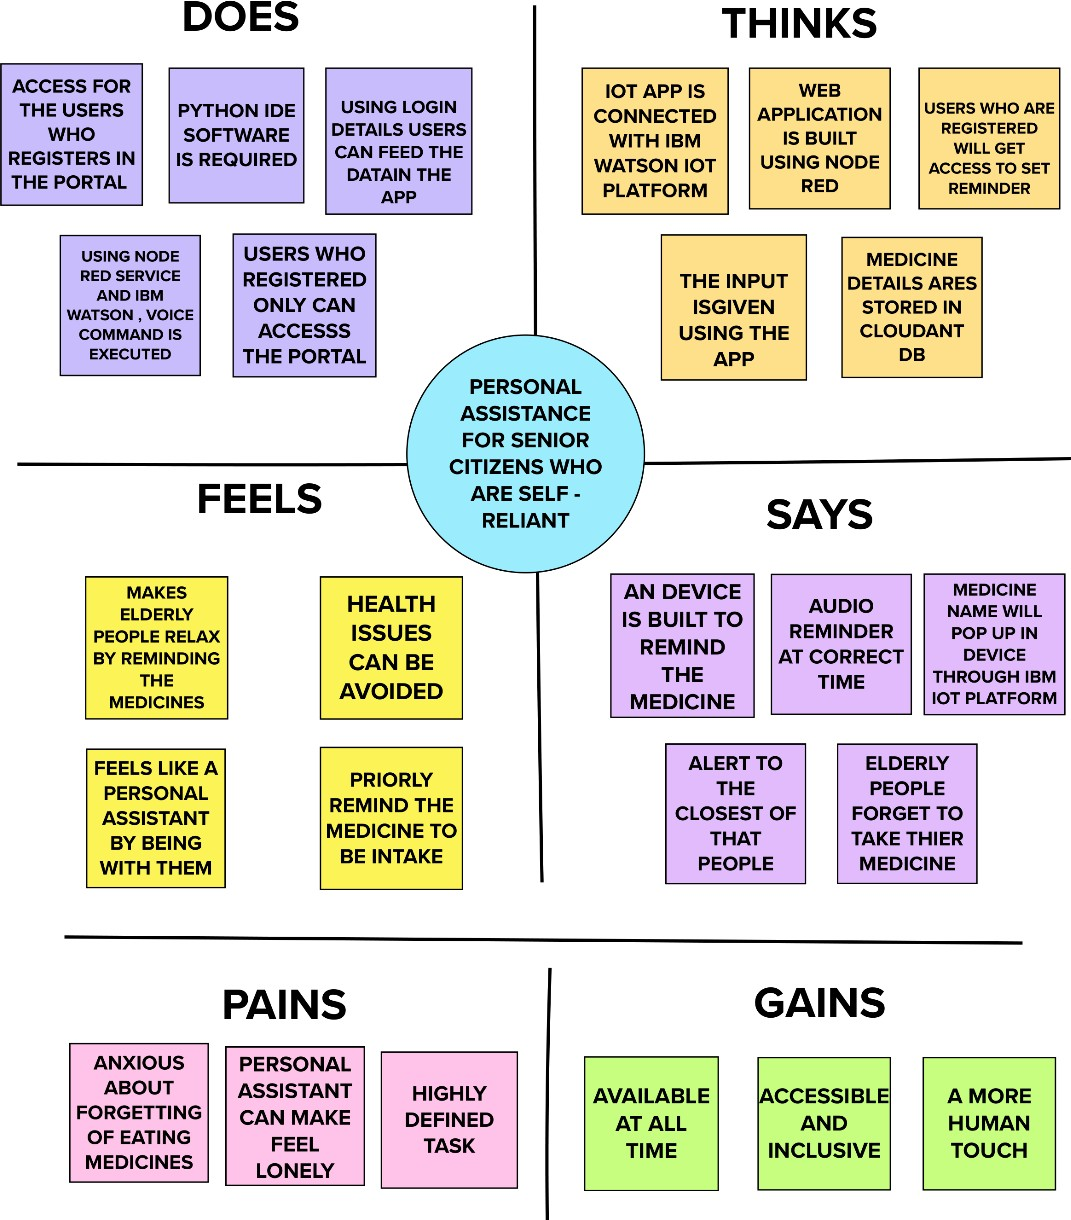 DOES
ACCESS FOR
THE USERS
WHO
REGISTERS IN
THE PORTAL
PYTHON IDE
SOFTWARE
IS REQUIRED
USING LOGIN
DETAILS USERS
CAN FEED THE
DATAIN THE
APP
USING NODE
RED SERVICE
AND IBM
WATSON , VOICE
COMMAND IS
EXECUTED
USERS WHO
REGISTERED
ONLY CAN
ACCESSS
THE PORTAL
THINKS
IOT APP IS
CONNECTED
WITH IBM
WATSON IOT
PLATFORM
WEB
APPLICATION
IS BUILT
USING NODE
RED
USERS WHO ARE
REGISTERED
WILL GET
ACCESS TO SET
REMINDER
THE INPUT
ISGIVEN
USING THE
APP
MEDICINE
DETAILS ARES
STORED IN
CLOUDANT
DB
PERSONAL
ASSISTANCE
FOR SENIOR
CITIZENS WHO
ARE SELF -
RELIANT
FEELS
MAKES
ELDERLY
PEOPLE RELAX
BY REMINDING
THE
MEDICINES
HEALTH
ISSUES
CAN BE
AVOIDED
FEELS LIKE A
PERSONAL
ASSISTANT
BY BEING
WITH THEM
PRIORLY
REMIND THE
MEDICINE TO
BE INTAKE
SAYS
AN DEVICE
IS BUILT TO
REMIND
THE
MEDICINE
AUDIO
REMINDER
AT CORRECT
TIME
MEDICINE
NAME WILL
POP UP IN
DEVICE
THROUGH IBM
IOT PLATFORM
ALERT TO
THE
CLOSEST OF
THAT
PEOPLE
ELDERLY
PEOPLE
FORGET TO
TAKE THIER
MEDICINE
PAINS
ANXIOUS
ABOUT
FORGETTING
OF EATING
MEDICINES
PERSONAL
ASSISTANT
CAN MAKE
FEEL
LONELY
HIGHLY
DEFINED
TASK
GAINS
AVAILABLE
AT ALL
TIME
ACCESSIBLE
AND
INCLUSIVE
A MORE
HUMAN
TOUCH